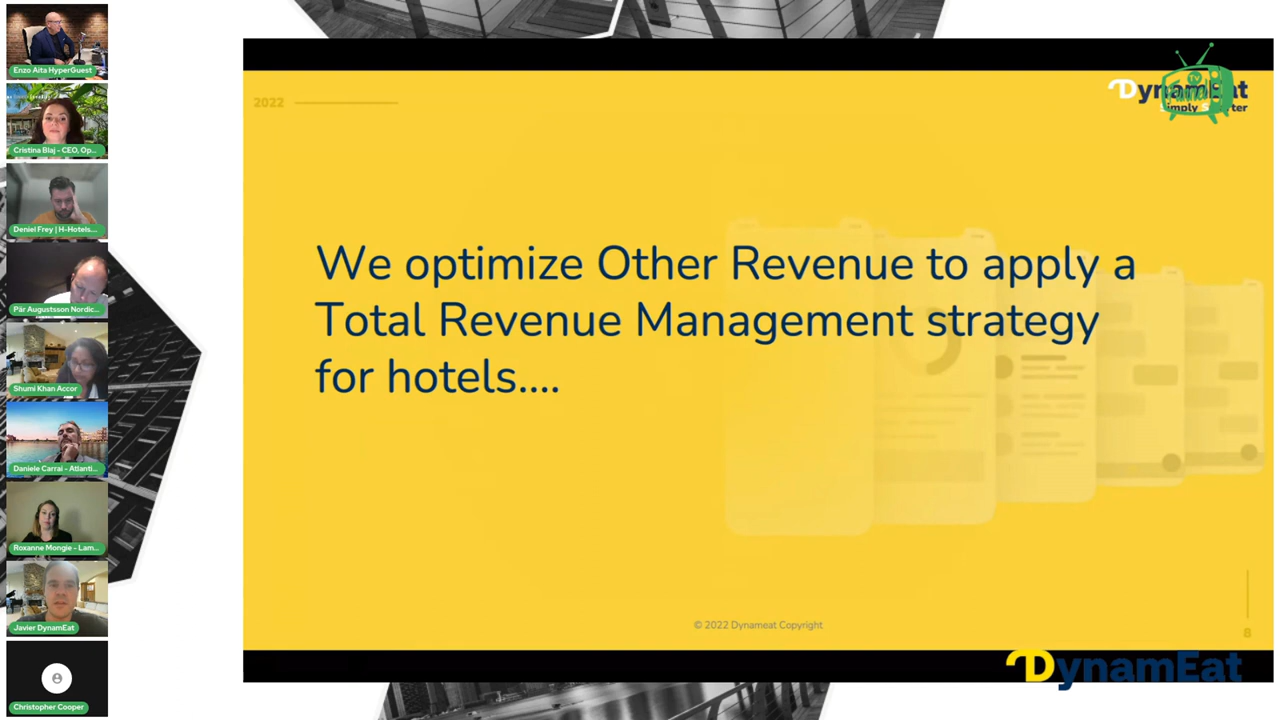 Enzo Aita HyperGuest
Cristina Blaj - CEO, Op...
Deniel Frey | H-Hotels....
Pär Augustsson Nordic...
Shumi Khan Accor
Daniele Carrai - Atlanti...
Roxanne Mongie - Lam...
Javier DynamEat
Christopher Cooper
2022
DynamEat
Simply
We optimize Other Revenue to apply a
Total Revenue Management strategy
for hotels....
© 2022 Dynameat Copyright
8
DynamEat